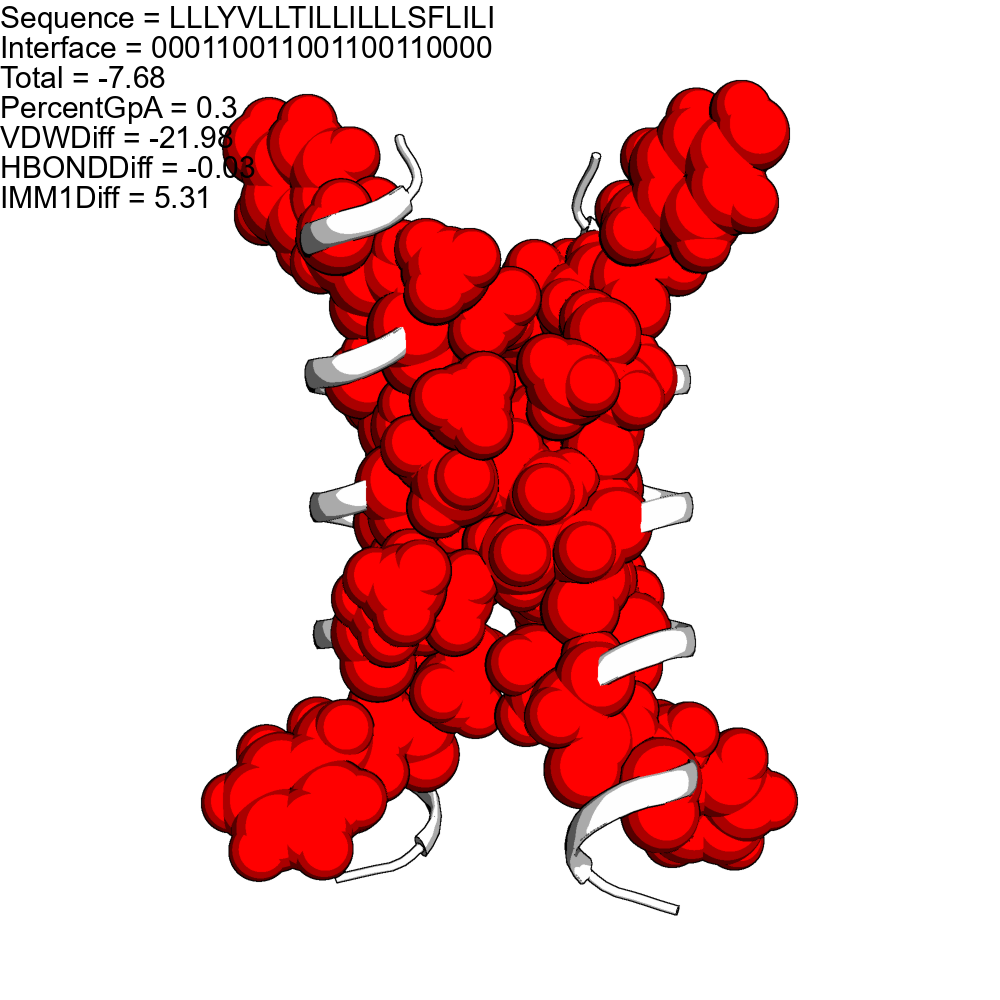 Sequence = LLLYVLLTILLILLLSFLILI
Interface = 000110011001100110000
Total = -7.68
PercentGpA = 0.3
VDWDiff = -21.98
HBONDDiff = -0.03
IMM1Diff = 5.31